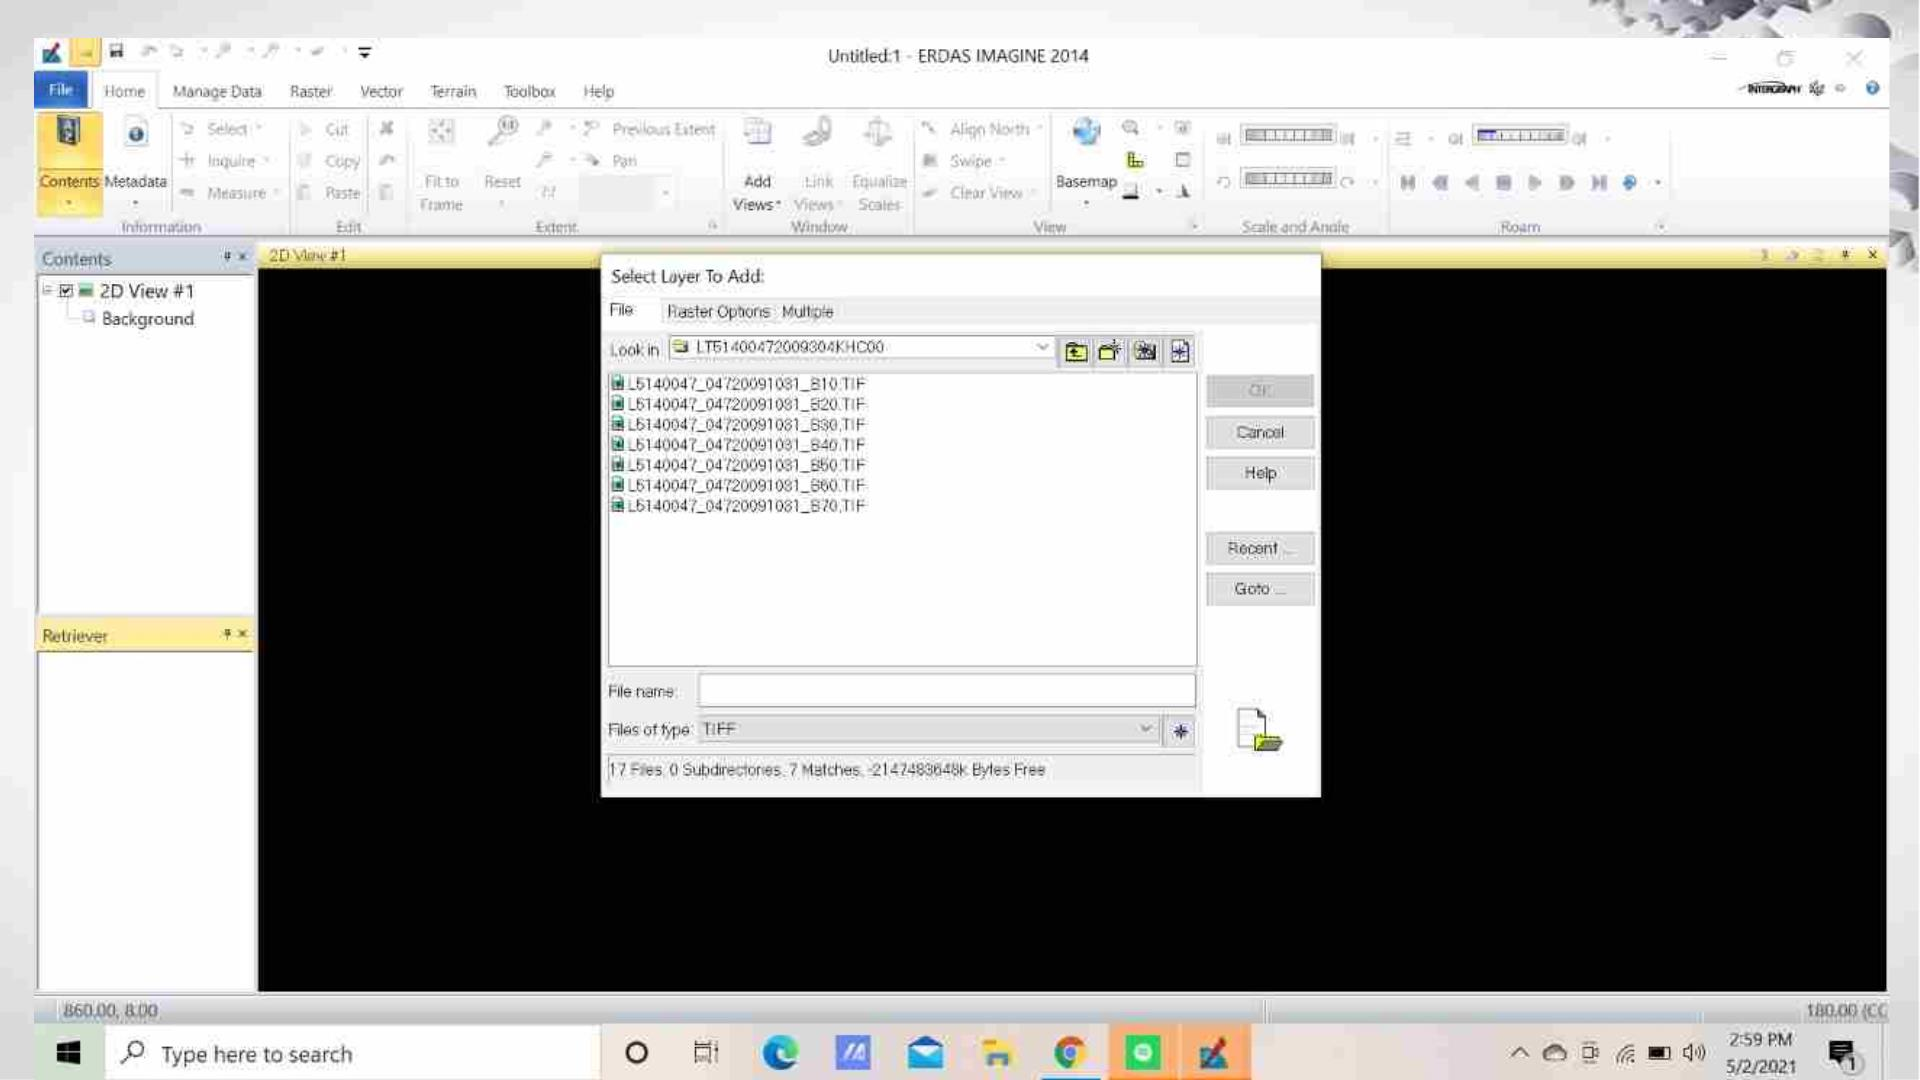 Untitled:1 - ERDAS IMAGINE 2014
File Home Manage Data Raster Vector Terrain Toolbox Help
INTERGRAPH
Select Cut Previous Extent Align North
Inquire Copy Pan Swipe
Contents Metadata Measure Paste Fit to Frame Reset Add Views Link Views Equalize Scales Clear View Basemap
Information Edit Extent Window View Scale and Angle Roam
Contents 2D View #1
2D View #1
Background
Retriever
Select Layer To Add:
File Raster Options Multiple
Look in LT51400472009304KHC00
L5140047_04720091031_B10.TIF
L5140047_04720091031_B20.TIF
L5140047_04720091031_B30.TIF
L5140047_04720091031_B40.TIF
L5140047_04720091031_B50.TIF
L5140047_04720091031_B60.TIF
L5140047_04720091031_B70.TIF
OK
Cancel
Help
Recent ...
Goto ...
File name:
Files of type: TIFF
17 Files, 0 Subdirectories, 7 Matches, -2147483648k Bytes Free
860.00, 8.00
180.00 (CC
Type here to search
2:59 PM
5/2/2021
1